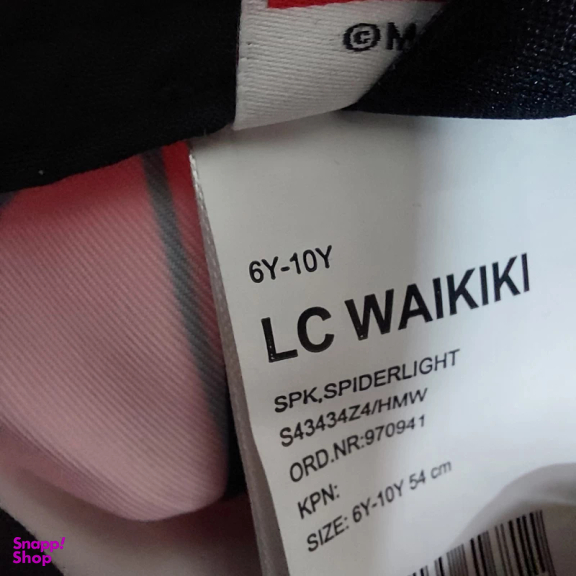 ©M
6Y-10Y
LC WAIKIKI
SPK,SPIDERLIGHT
S43434Z4/HMW
ORD.NR:970941
KPN:
SIZE: 6Y-10Y 54 cm
Snapp!
Shop